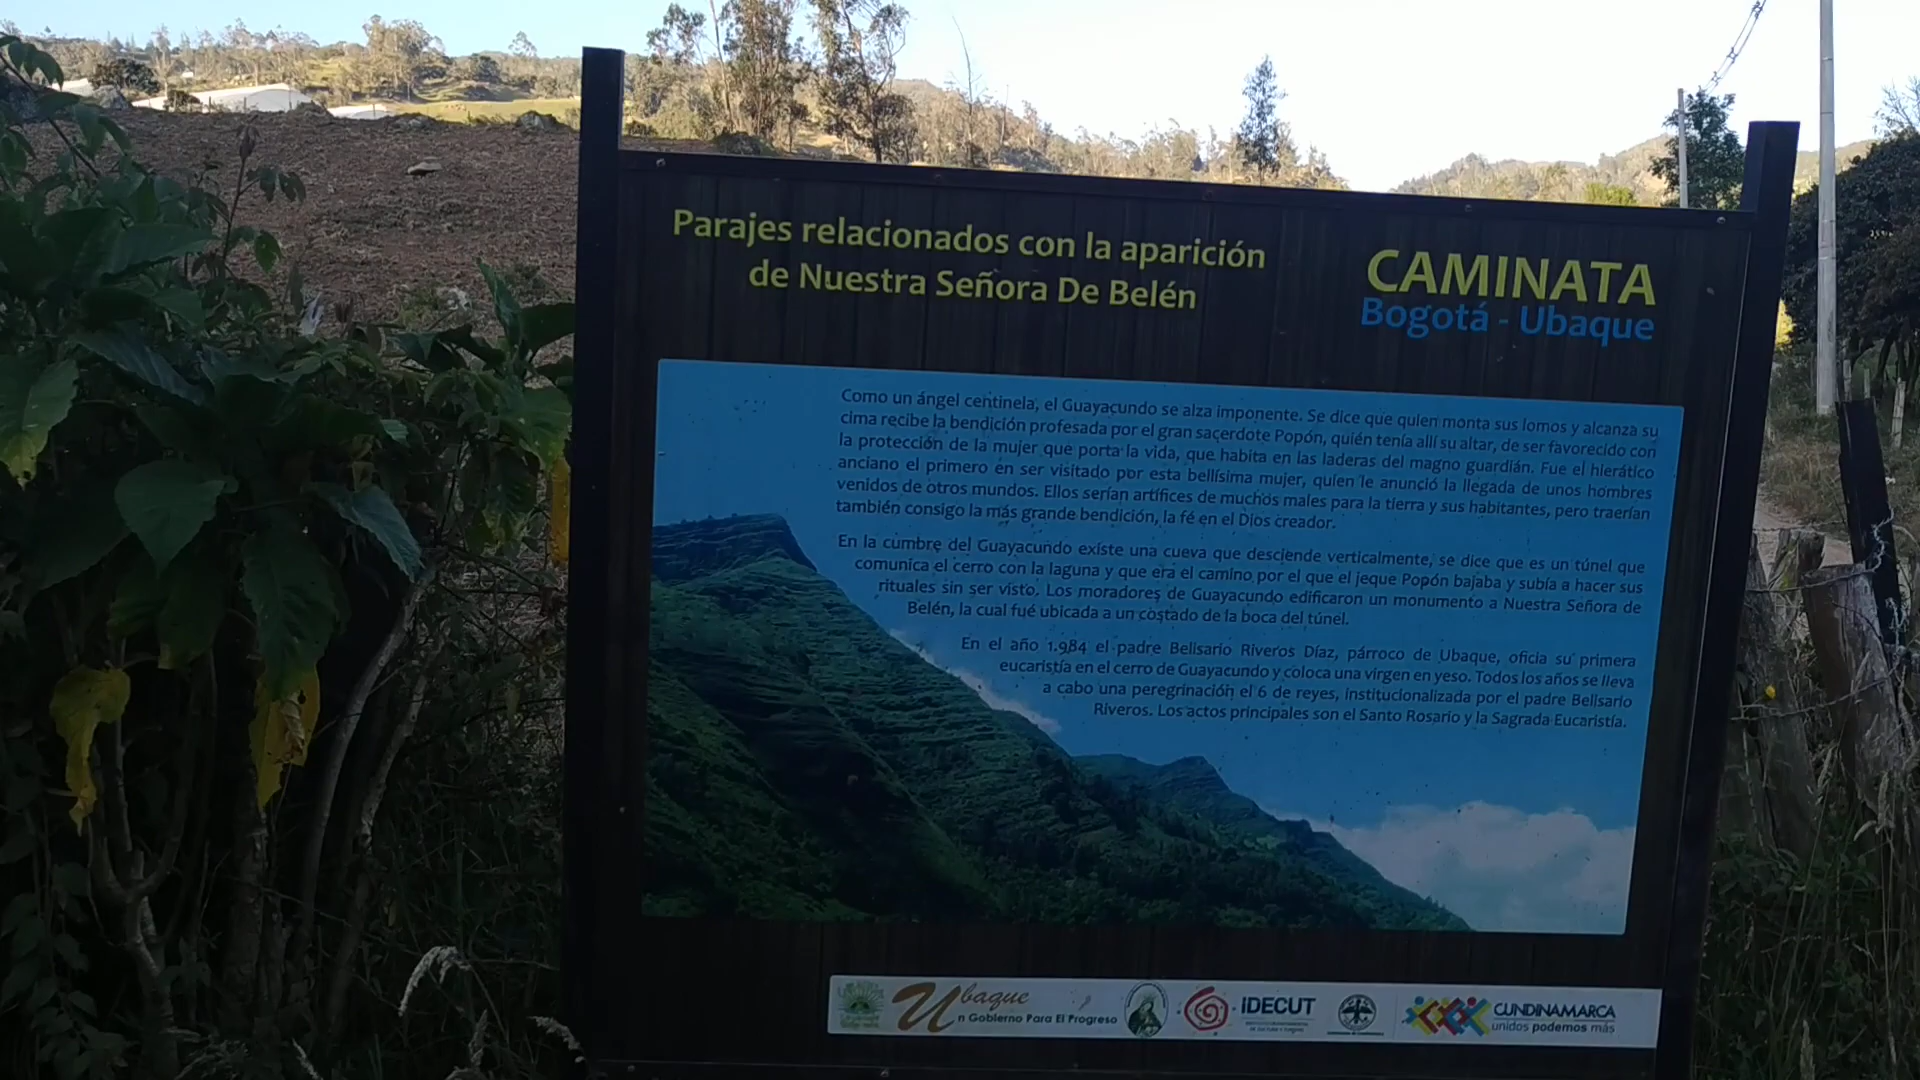 Parajes relacionados con la aparición
de Nuestra Señora De Belén
CAMINATA
Bogotá - Ubaque
Como un ángel centinela, el Guayacundo se alza imponente. Se dice que quien monta sus lomos y alcanza su
cima recibe la bendición profesada por el gran sacerdote Popón, quién tenía allí su altar, de ser favorecido con
la protección de la mujer que porta la vida, que habita en las laderas del magno guardián. Fue el hierático
anciano el primero en ser visitado por esta bellísima mujer, quien le anunció la llegada de unos hombres
venidos de otros mundos. Ellos serían artífices de muchos males para la tierra y sus habitantes, pero traerían
también consigo la más grande bendición, la fé en el Dios creador.
En la cumbre del Guayacundo existe una cueva que desciende verticalmente, se dice que es un túnel que
comunica el cerro con la laguna y que era el camino por el que el jeque Popón bajaba y subía a hacer sus
rituales sin ser visto. Los moradores de Guayacundo edificaron un monumento a Nuestra Señora de
Belén, la cual fué ubicada a un costado de la boca del túnel.
En el año 1.984 el padre Belisario Riveros Díaz, párroco de Ubaque, oficia su primera
eucaristía en el cerro de Guayacundo y coloca una virgen en yeso. Todos los años se lleva
a cabo una peregrinación el 6 de reyes, institucionalizada por el padre Belisario
Riveros. Los actos principales son el Santo Rosario y la Sagrada Eucaristía.
Ubaque
Un Gobierno Para El Progreso
IDECUT
CUNDINAMARCA
unidos podemos más